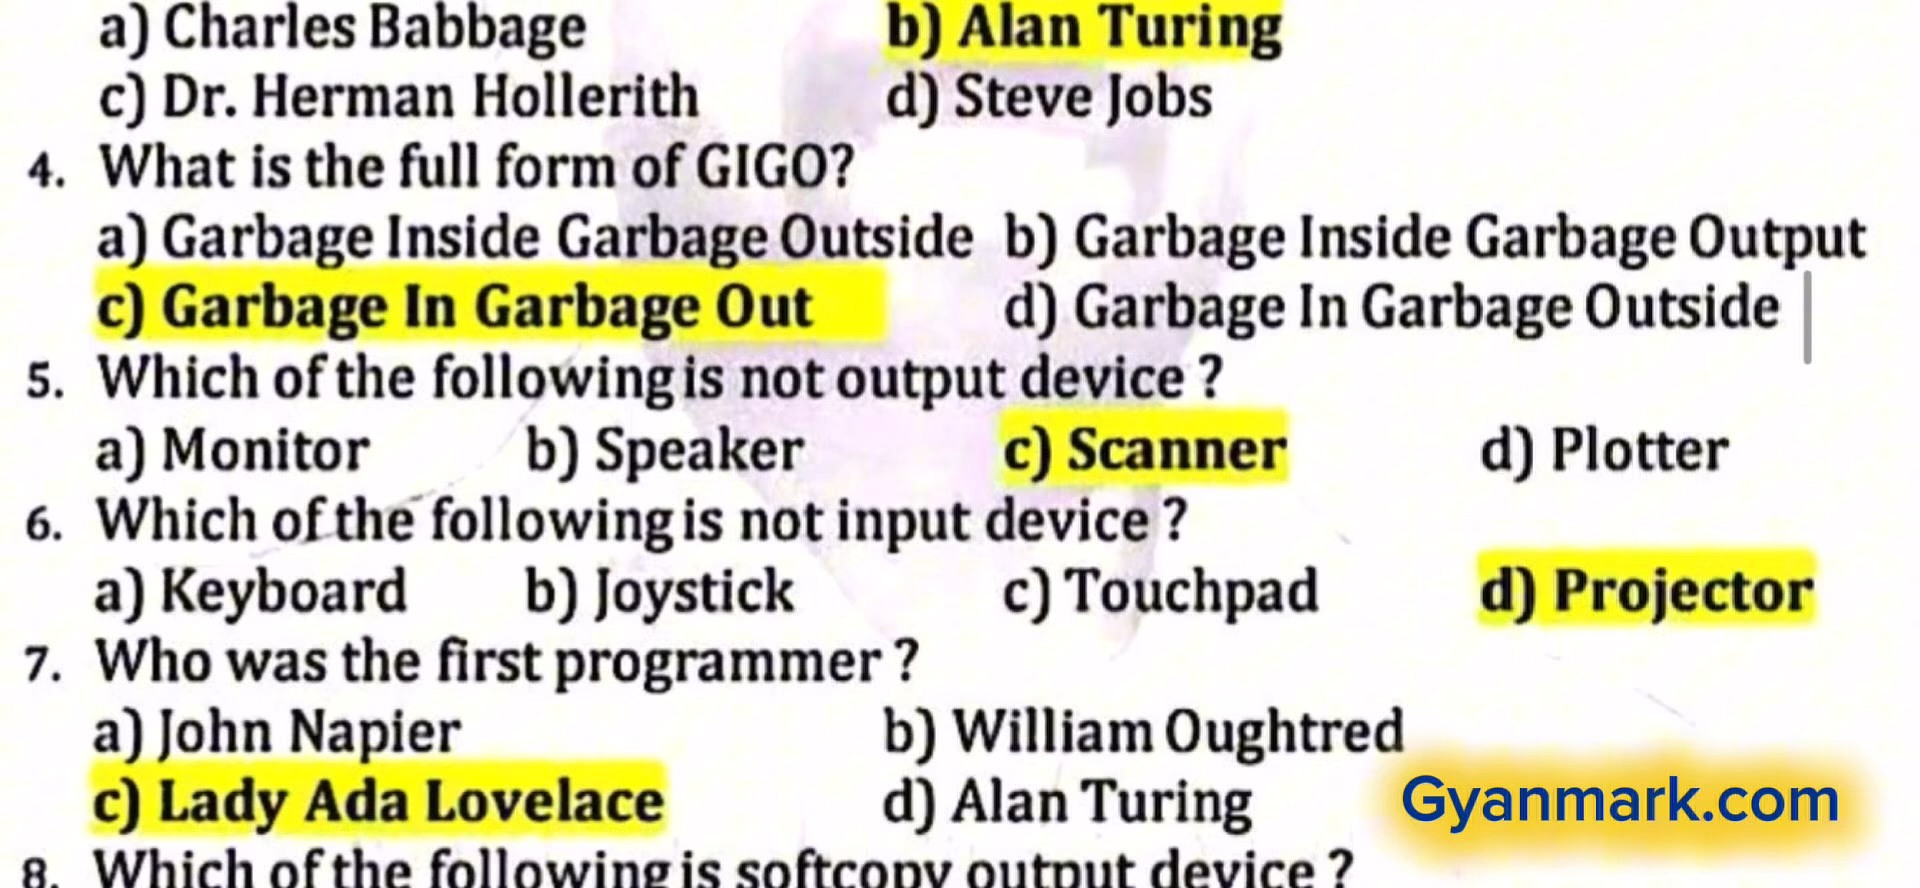 a) Charles Babbage b) Alan Turing
c) Dr. Herman Hollerith d) Steve Jobs
4. What is the full form of GIGO?
a) Garbage Inside Garbage Outside b) Garbage Inside Garbage Output
c) Garbage In Garbage Out d) Garbage In Garbage Outside
5. Which of the following is not output device ?
a) Monitor b) Speaker c) Scanner d) Plotter
6. Which of the following is not input device ?
a) Keyboard b) Joystick c) Touchpad d) Projector
7. Who was the first programmer ?
a) John Napier b) William Oughtred
c) Lady Ada Lovelace d) Alan Turing
Gyanmark.com
8. Which of the following is softcopy output device ?